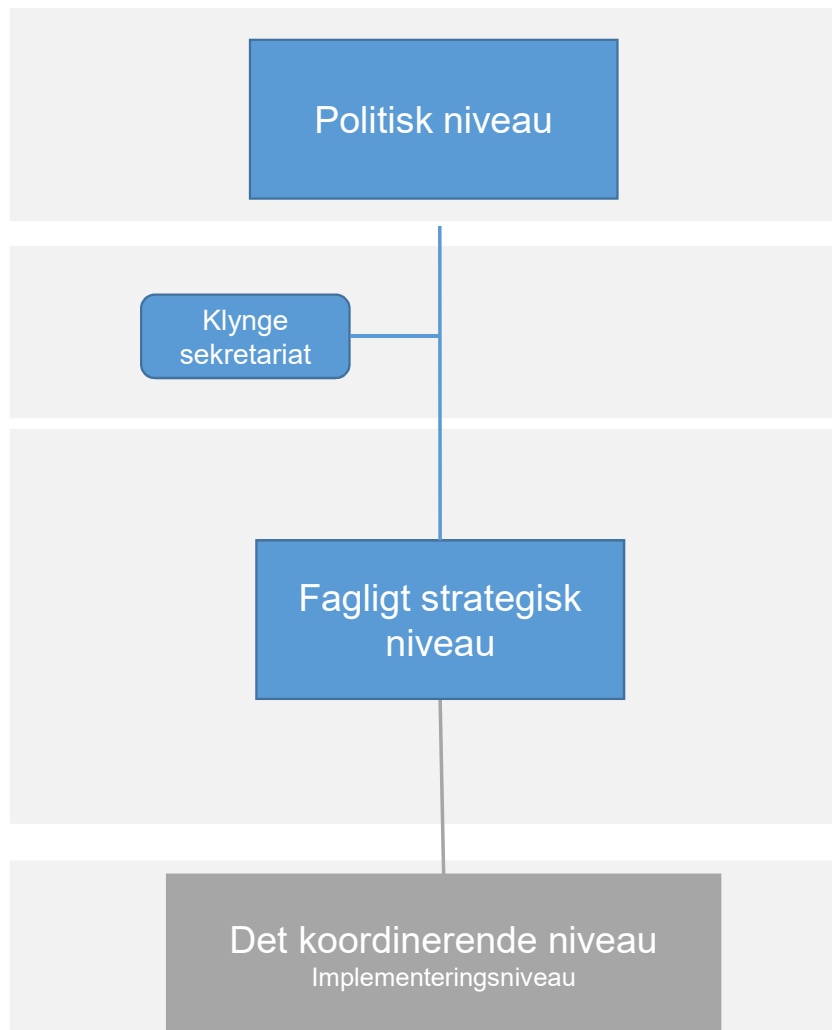 Politisk niveau
Klynge
sekretariat
Fagligt strategisk
niveau
Det koordinerende niveau
Implementeringsniveau